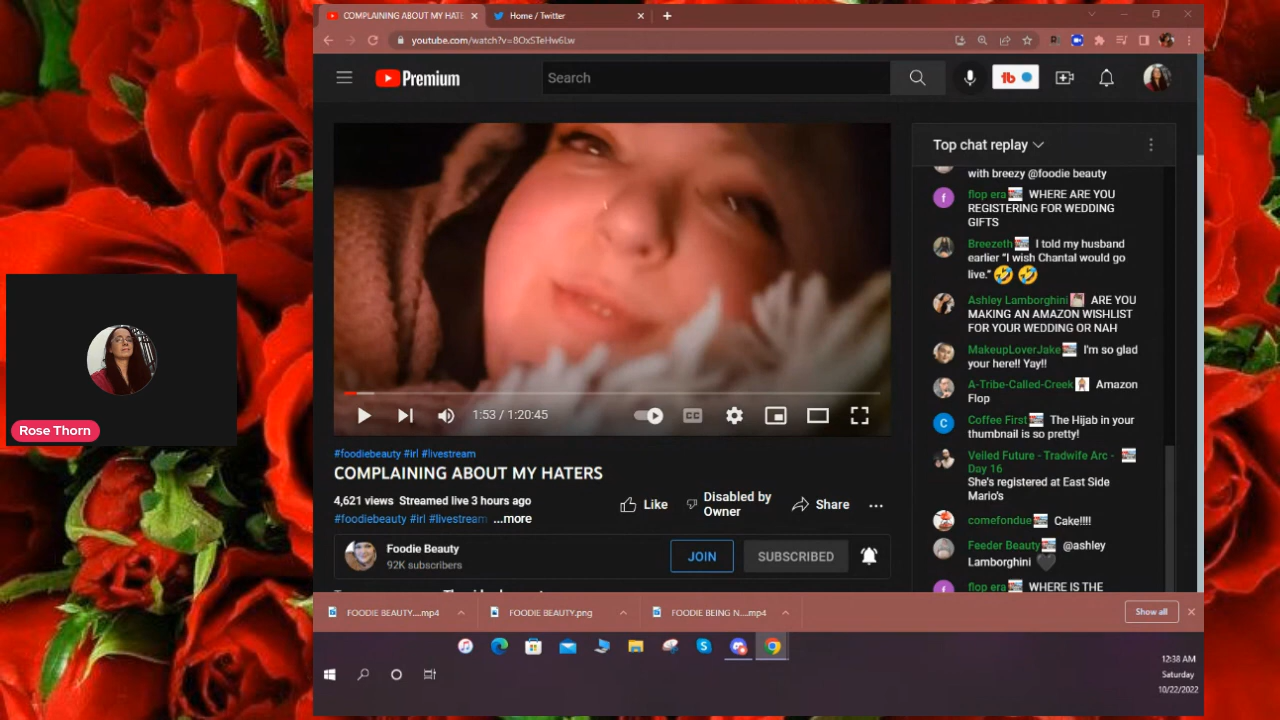 COMPLAINING ABOUT MY HATE
Home / Twitter
youtube.com/watch?v=8OxSTeHw6Lw
Premium
Search
Top chat replay
with breezy @foodie beauty
flop era WHERE ARE YOU
REGISTERING FOR WEDDING
GIFTS
Breezeth I told my husband
earlier "I wish Chantal would go
live."
Ashley Lamborghini ARE YOU
MAKING AN AMAZON WISHLIST
FOR YOUR WEDDING OR NAH
MakeupLoverJake I'm so glad
your here!! Yay!!
A-Tribe-Called-Creek Amazon
Flop
Coffee First The Hijab in your
thumbnail is so pretty!
Veiled Future - Tradwife Arc -
Day 16
She's registered at East Side
Mario's
comefondue Cake!!!!
Feeder Beauty @ashley
Lamborghini
flop era WHERE IS THE
1:53 / 1:20:45
CC
#foodiebeauty #irl #livestream
COMPLAINING ABOUT MY HATERS
4,621 views Streamed live 3 hours ago
#foodiebeauty #irl #livestream ...more
Like
Disabled by
Owner
Share
Foodie Beauty
92K subscribers
JOIN
SUBSCRIBED
FOODIE BEAUTY....mp4
FOODIE BEAUTY.png
FOODIE BEING N....mp4
Show all
12:38 AM
Saturday
10/22/2022
Rose Thorn